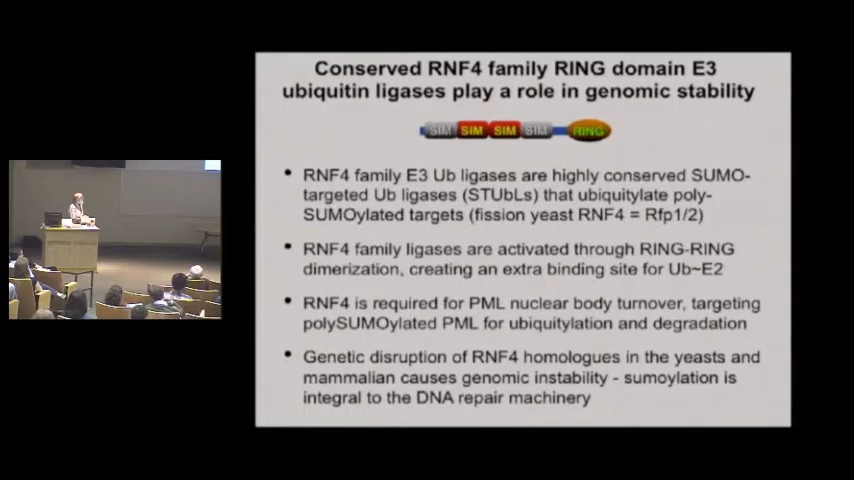 Conserved RNF4 family RING domain E3
ubiquitin ligases play a role in genomic stability
SIM SIM SIM SIM RING
• RNF4 family E3 Ub ligases are highly conserved SUMO-
targeted Ub ligases (STUbLs) that ubiquitylate poly-
SUMOylated targets (fission yeast RNF4 = Rfp1/2)
• RNF4 family ligases are activated through RING-RING
dimerization, creating an extra binding site for Ub~E2
• RNF4 is required for PML nuclear body turnover, targeting
polySUMOylated PML for ubiquitylation and degradation
• Genetic disruption of RNF4 homologues in the yeasts and
mammalian causes genomic instability - sumoylation is
integral to the DNA repair machinery